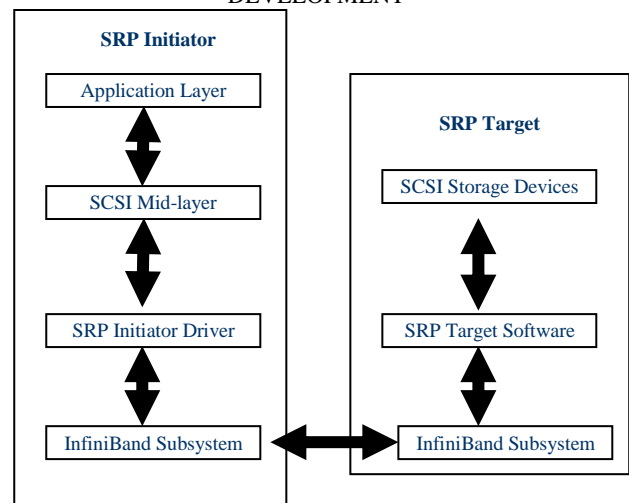 DEVELOPMENT
SRP Initiator
Application Layer
SCSI Mid-layer
SRP Initiator Driver
InfiniBand Subsystem
SRP Target
SCSI Storage Devices
SRP Target Software
InfiniBand Subsystem